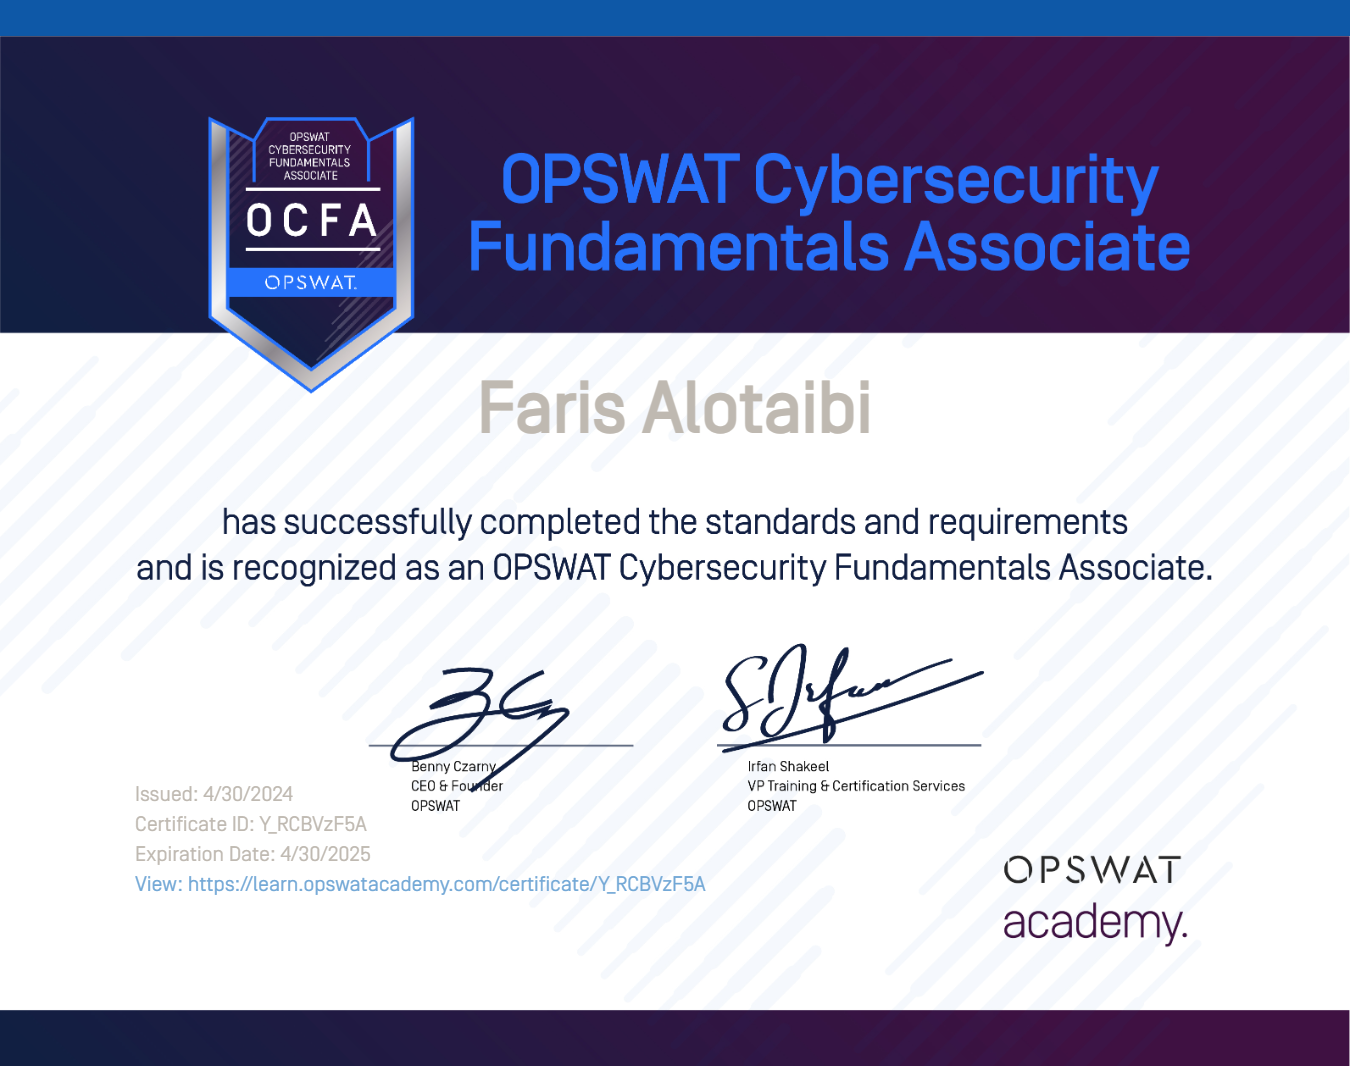 OPSWAT
CYBERSECURITY
FUNDAMENTALS
ASSOCIATE
OCFA
OPSWAT.
OPSWAT Cybersecurity
Fundamentals Associate
Faris Alotaibi
has successfully completed the standards and requirements
and is recognized as an OPSWAT Cybersecurity Fundamentals Associate.
Benny Czarny
CEO & Founder
OPSWAT
S Irfan
Irfan Shakeel
VP Training & Certification Services
OPSWAT
Issued: 4/30/2024
Certificate ID: Y_RCBVzF5A
Expiration Date: 4/30/2025
View: https://learn.opswatacademy.com/certificate/Y_RCBVzF5A
OPSWAT
academy.